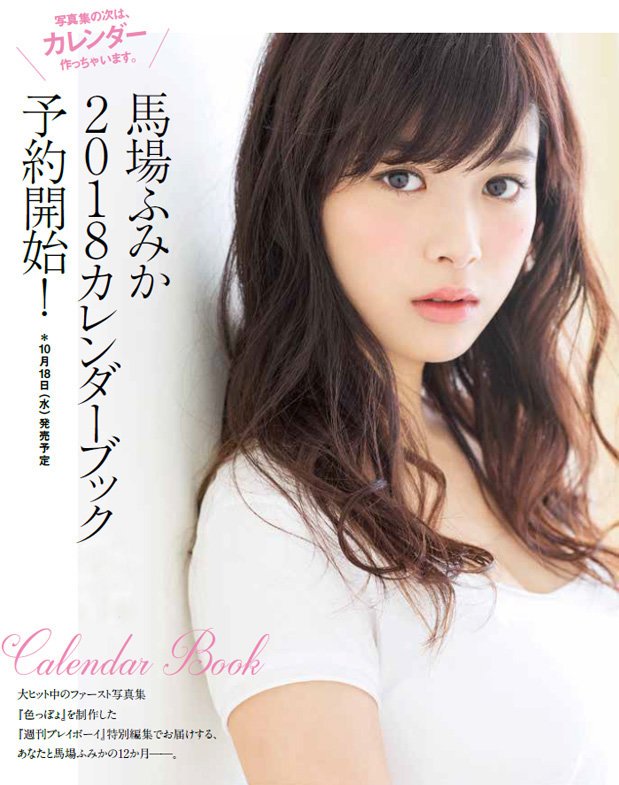 写真集の次は、
カレンダー
作っちゃいます。
馬場ふみか
2018カレンダーブック
予約開始！
＊10月18日（水）発売予定
Calendar Book
大ヒット中のファースト写真集
『色っぽょ』を制作した
『週刊プレイボーイ』特別編集でお届けする、
あなたと馬場ふみかの12か月——。